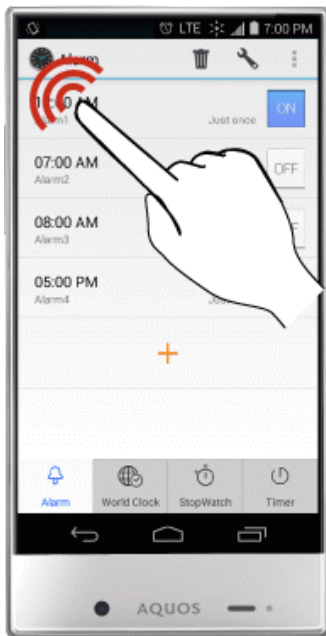 LTE 7:00 PM
Alarm
Alarm1 Just once ON
07:00 AM
Alarm2 OFF
08:00 AM
Alarm3
05:00 PM
Alarm4
+
Alarm World Clock StopWatch Timer
AQUOS